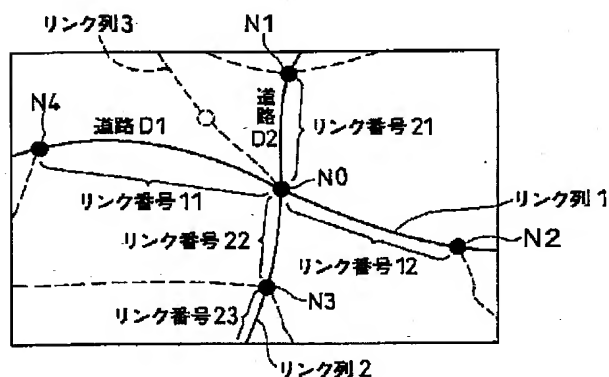 リンク列3
N1
N4
道路D1
道路
D2
リンク番号21
N0
リンク番号11
リンク列1
リンク番号22
リンク番号12
N2
N3
リンク番号23
リンク列2